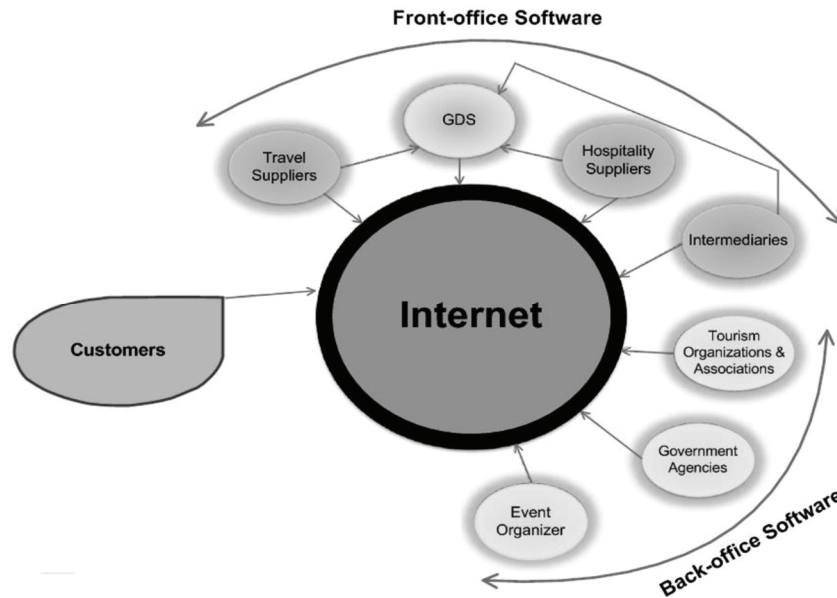 Front-office Software
GDS
Travel
Suppliers
Hospitality
Suppliers
Intermediaries
Internet
Customers
Tourism
Organizations &
Associations
Government
Agencies
Event
Organizer
Back-office Software